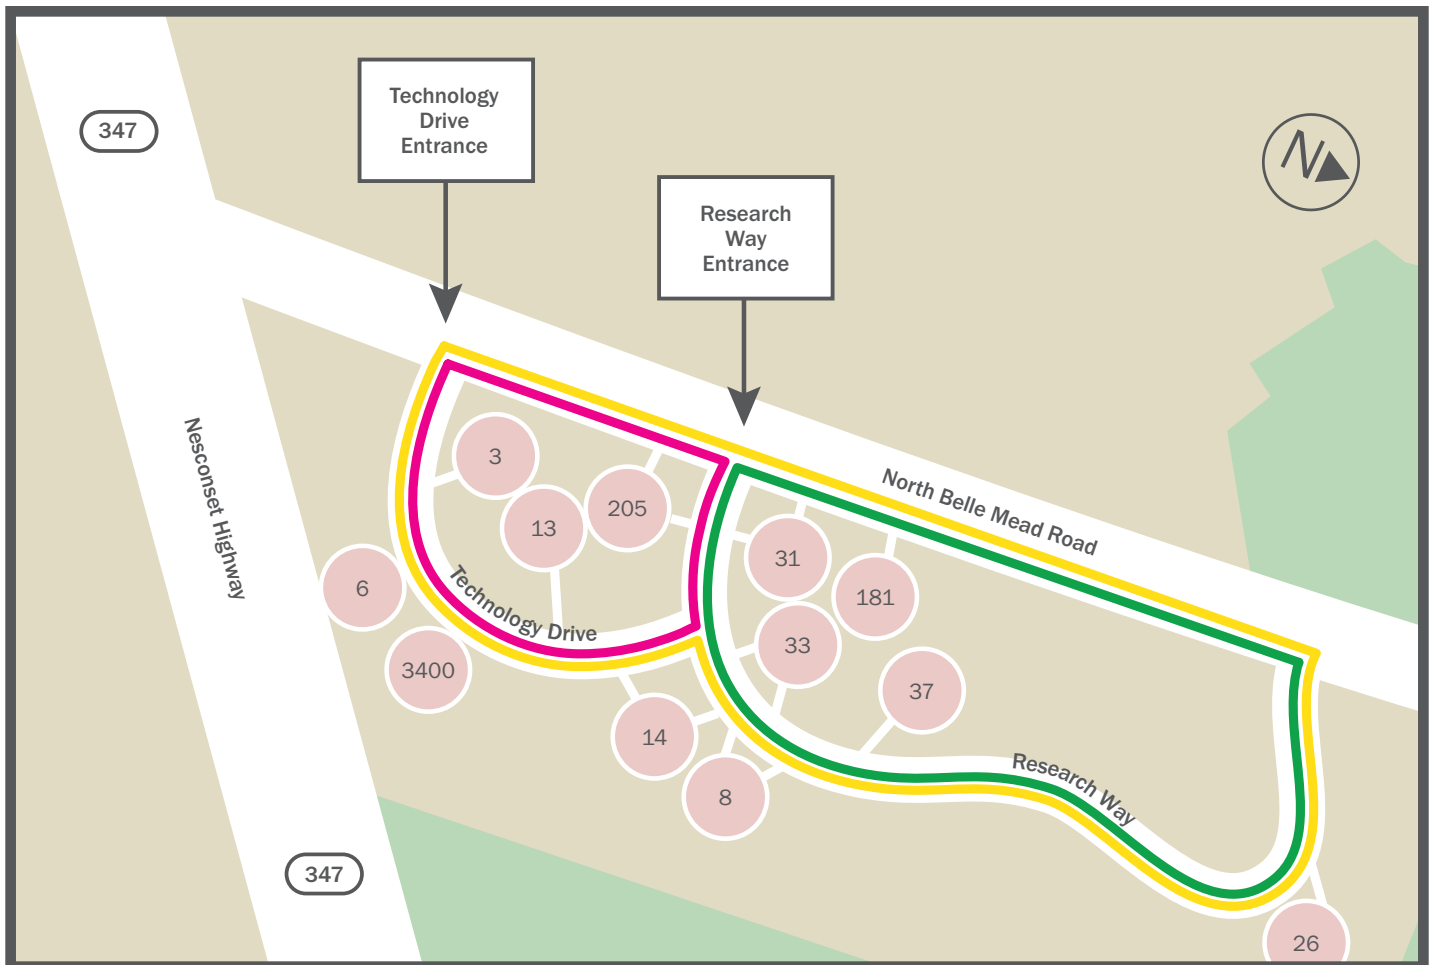 347
Technology
Drive
Entrance
Research
Way
Entrance
N
Nesconset Highway
North Belle Mead Road
3
205
13
31
181
6
Technology Drive
33
3400
37
14
Research Way
8
347
26